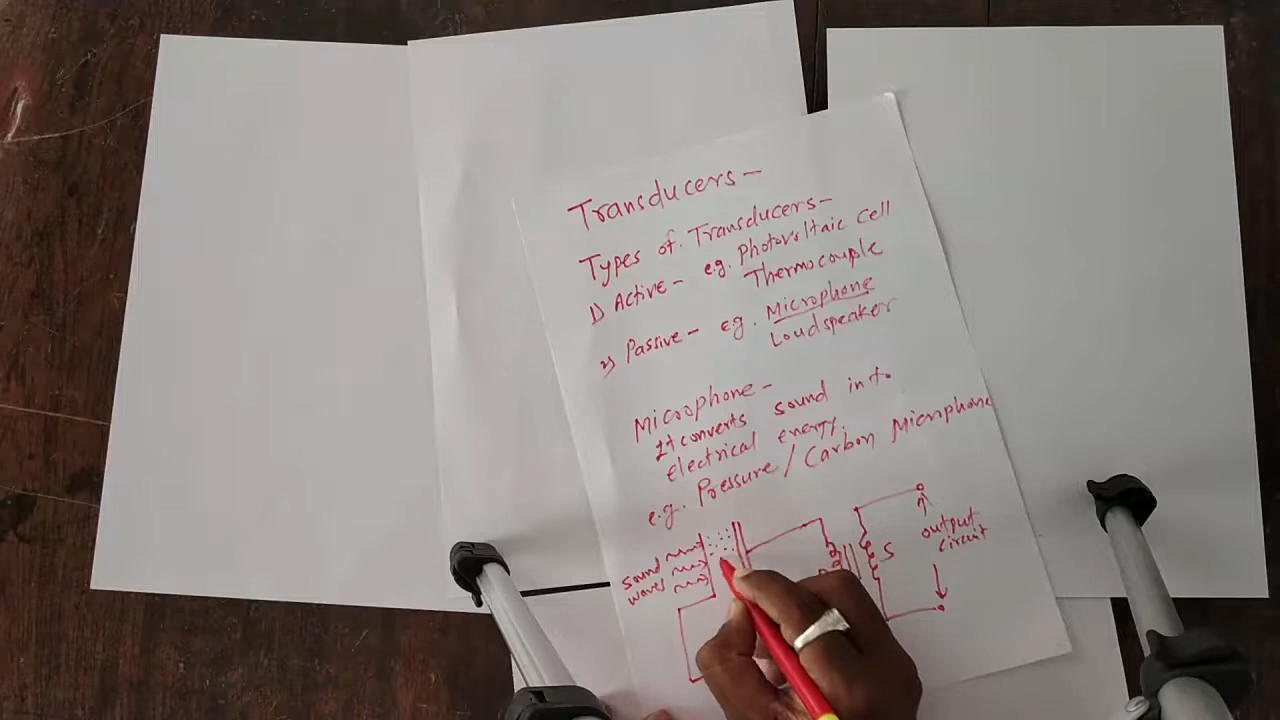 Transducers-
Types of Transducers-
1) Active- e.g. Photovoltaic cell
Thermocouple
2) Passive- eg. Microphone
Loudspeaker
Microphone-
It converts sound into
electrical energy.
e.g. Pressure/Carbon Microphone
sound
waves
P
S
output
circuit